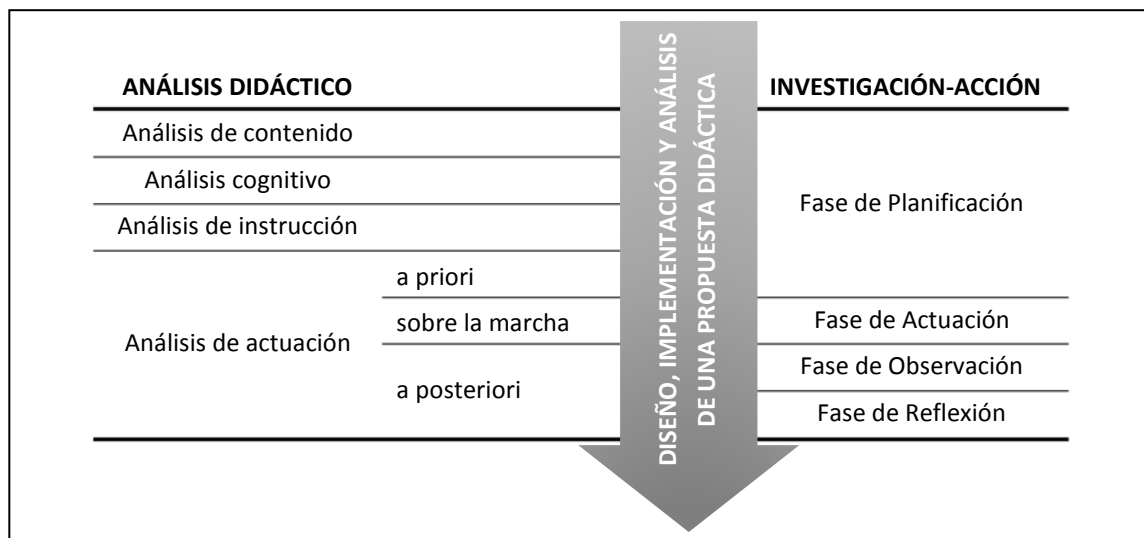 ANÁLISIS DIDÁCTICO
INVESTIGACIÓN-ACCIÓN
Análisis de contenido
Análisis cognitivo
Análisis de instrucción
Análisis de actuación
a priori
sobre la marcha
a posteriori
DISEÑO, IMPLEMENTACIÓN Y ANÁLISIS
DE UNA PROPUESTA DIDÁCTICA
Fase de Planificación
Fase de Actuación
Fase de Observación
Fase de Reflexión